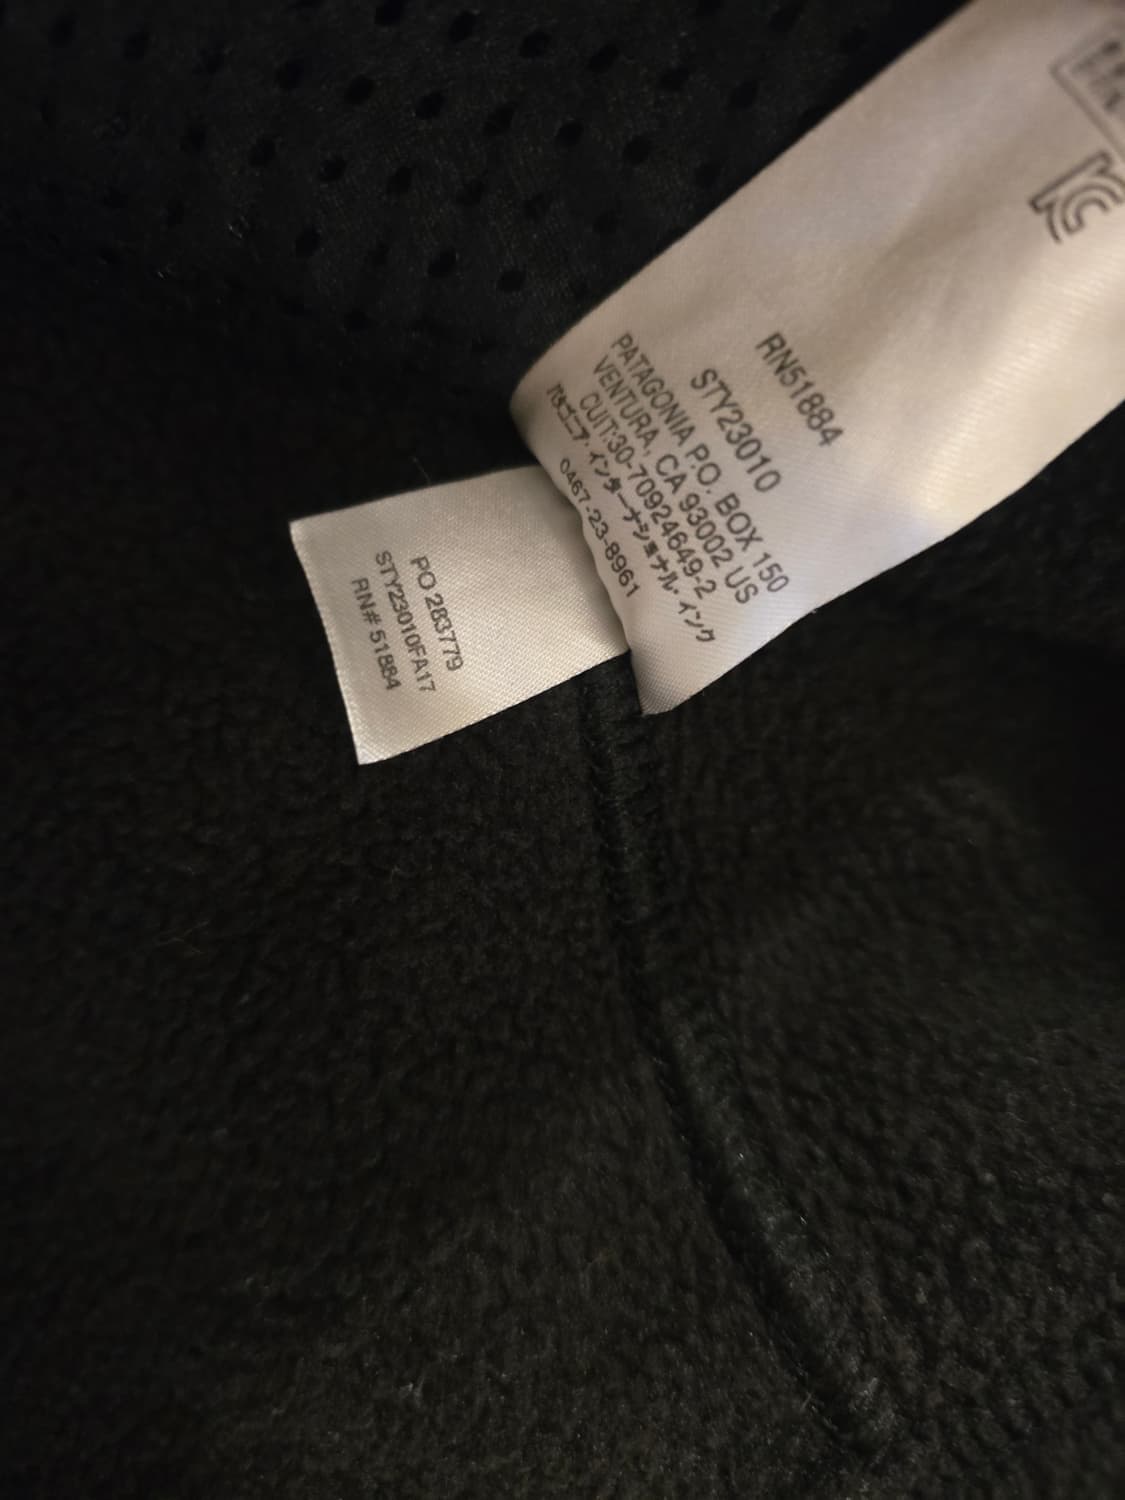 RN51884
STY23010
PATAGONIA P.O. BOX 150
VENTURA, CA 93002 US
CUIT:30-70924649-2
パタゴニア・インターナショナル・インク
0467-23-8961
PO 283779
STY23010FA17
RN# 51884